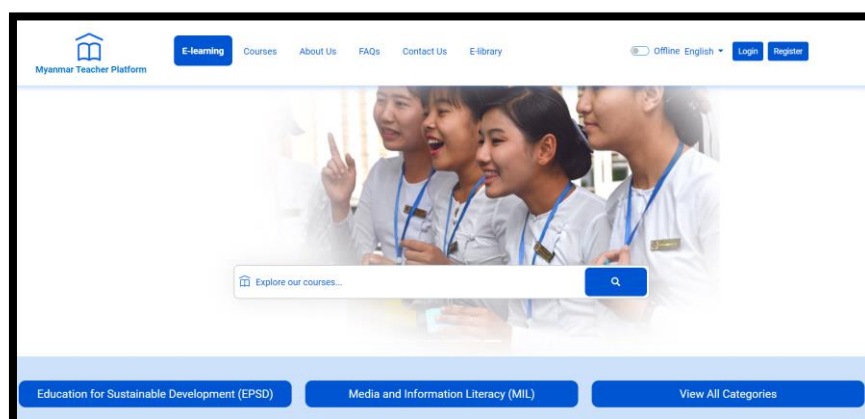 E-learning Courses About Us FAQs Contact Us E-library Offline English Login Register
Myanmar Teacher Platform
Explore our courses...
Education for Sustainable Development (EPSD) Media and Information Literacy (MIL) View All Categories